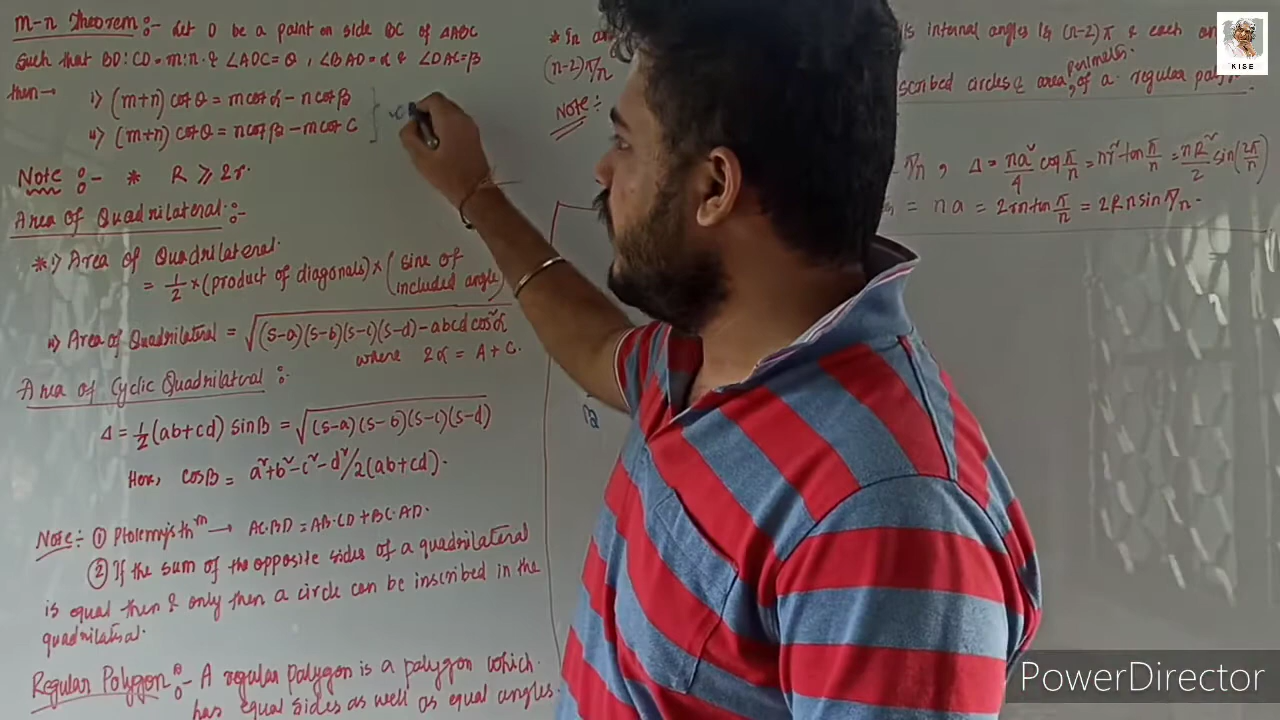 m-n Theorem :- Let D be a point on side BC of ΔABC
Such that BD:CD = m:n & ∠ADC = θ, ∠BAD = α & ∠DAC = β
then→ i) (m+n) cot θ = m cot α - n cot β
ii) (m+n) cot θ = n cot B - m cot C
Note :- * R ≥ 2r.
Area of Quadrilateral :-
* i) Area of Quadrilateral.
= 1/2 × (product of diagonals) × (sine of included angle)
ii) Area of Quadrilateral = √(s-a)(s-b)(s-c)(s-d) - abcd cos²α
where 2α = A + C.
Area of Cyclic Quadrilateral :-
Δ = 1/2 (ab+cd) sinB = √(s-a)(s-b)(s-c)(s-d)
Here, cosB = a²+b²-c²-d²/2(ab+cd).
Note :- ① Ptolemy's thm → AC·BD = AB·CD + BC·AD.
② If the sum of the opposite sides of a quadrilateral
is equal then & only then a circle can be inscribed in the
quadrilateral.
Regular Polygon :- A regular polygon is a polygon which
has equal sides as well as equal angles.
* In
internal angles is (n-2)π & each
(n-2)π/n
scribed circles & area, perimeter of a regular
Note :-
π/n, Δ = na²/4 cot π/n = nr² tan π/n = nR²/2 sin(2π/n)
= na = 2rn tan π/n = 2Rn sin π/n.
B
KISE
PowerDirector